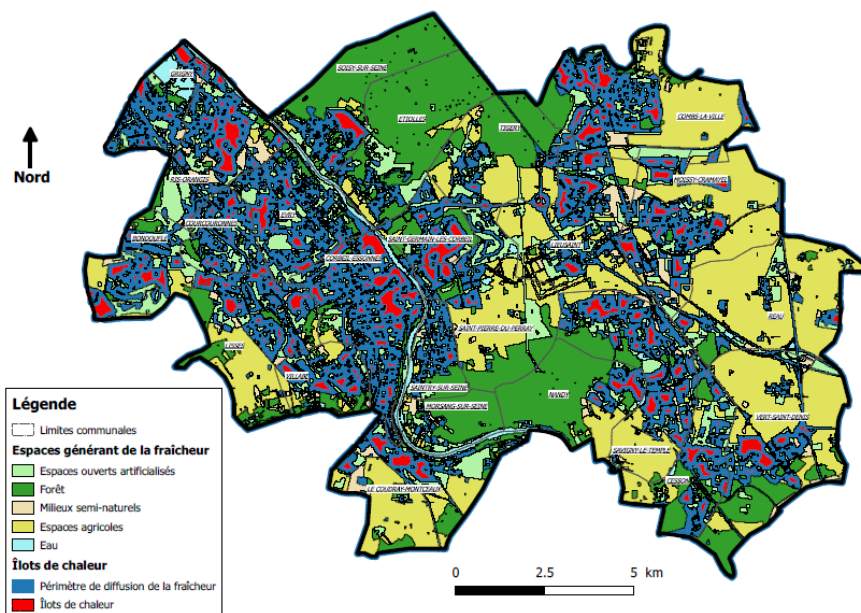 GRIGNY
SOISY-SUR-SEINE
ETIOLLES
TIGERY
COMBS-LA-VILLE
Nord
RIS-ORANGIS
MOISSY-CRAMAYEL
COURCOURONNES
EVRY
BONDOUFLE
SAINT-GERMAIN-LES-CORBEIL
LIEUSAINT
CORBEIL-ESSONNES
REAU
SAINT-PIERRE-DU-PERRAY
LISSES
VILLABE
SAINTRY-SUR-SEINE
NANDY
MORSANG-SUR-SEINE
VERT-SAINT-DENIS
SAVIGNY-LE-TEMPLE
CESSON
LE COUDRAY-MONTCEAUX
Légende
Limites communales
Espaces générant de la fraîcheur
Espaces ouverts artificialisés
Forêt
Milieux semi-naturels
Espaces agricoles
Eau
Îlots de chaleur
Périmètre de diffusion de la fraîcheur
Îlots de chaleur
0 2.5 5 km